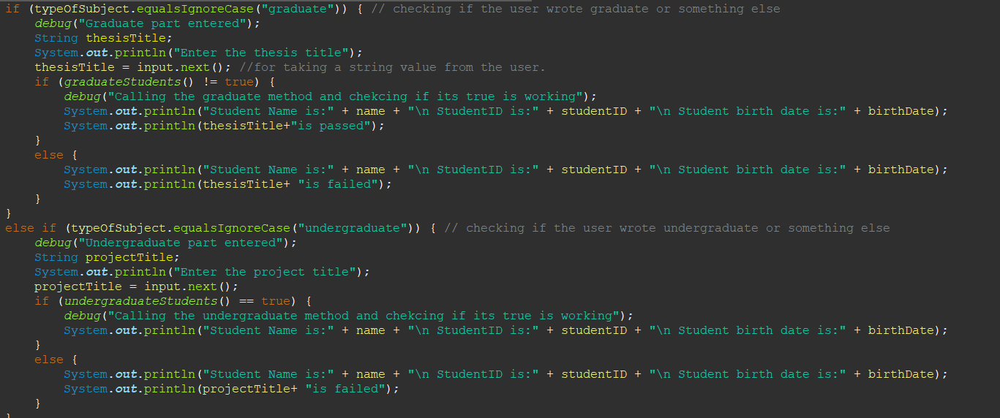 if (typeOfSubject.equalsIgnoreCase("graduate")) { // checking if the user wrote graduate or something else
debug("Graduate part entered");
String thesisTitle;
System.out.println("Enter the thesis title");
thesisTitle = input.next(); //for taking a string value from the user.
if (graduateStudents() != true) {
debug("Calling the graduate method and chekcing if its true is working");
System.out.println("Student Name is:" + name + "\n StudentID is:" + studentID + "\n Student birth date is:" + birthDate);
System.out.println(thesisTitle+"is passed");
}
else {
System.out.println("Student Name is:" + name + "\n StudentID is:" + studentID + "\n Student birth date is:" + birthDate);
System.out.println(thesisTitle+ "is failed");
}
}
else if (typeOfSubject.equalsIgnoreCase("undergraduate")) { // checking if the user wrote undergraduate or something else
debug("Undergraduate part entered");
String projectTitle;
System.out.println("Enter the project title");
projectTitle = input.next();
if (undergraduateStudents() == true) {
debug("Calling the undergraduate method and chekcing if its true is working");
System.out.println("Student Name is:" + name + "\n StudentID is:" + studentID + "\n Student birth date is:" + birthDate);
}
else {
System.out.println("Student Name is:" + name + "\n StudentID is:" + studentID + "\n Student birth date is:" + birthDate);
System.out.println(projectTitle+ "is failed");
}
}